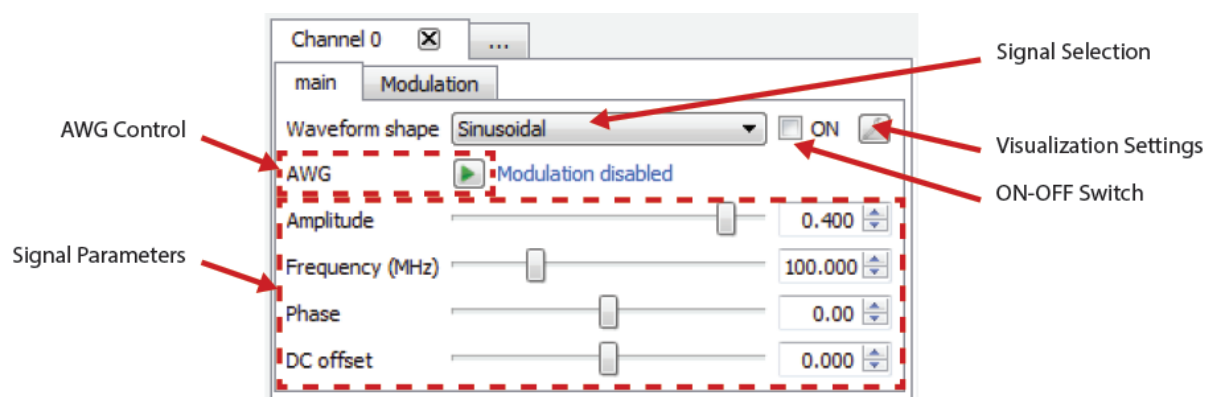 Channel 0 ...
Signal Selection
main Modulation
AWG Control
Waveform shape Sinusoidal ON
Visualization Settings
AWG Modulation disabled
ON-OFF Switch
Amplitude 0.400
Signal Parameters
Frequency (MHz) 100.000
Phase 0.00
DC offset 0.000